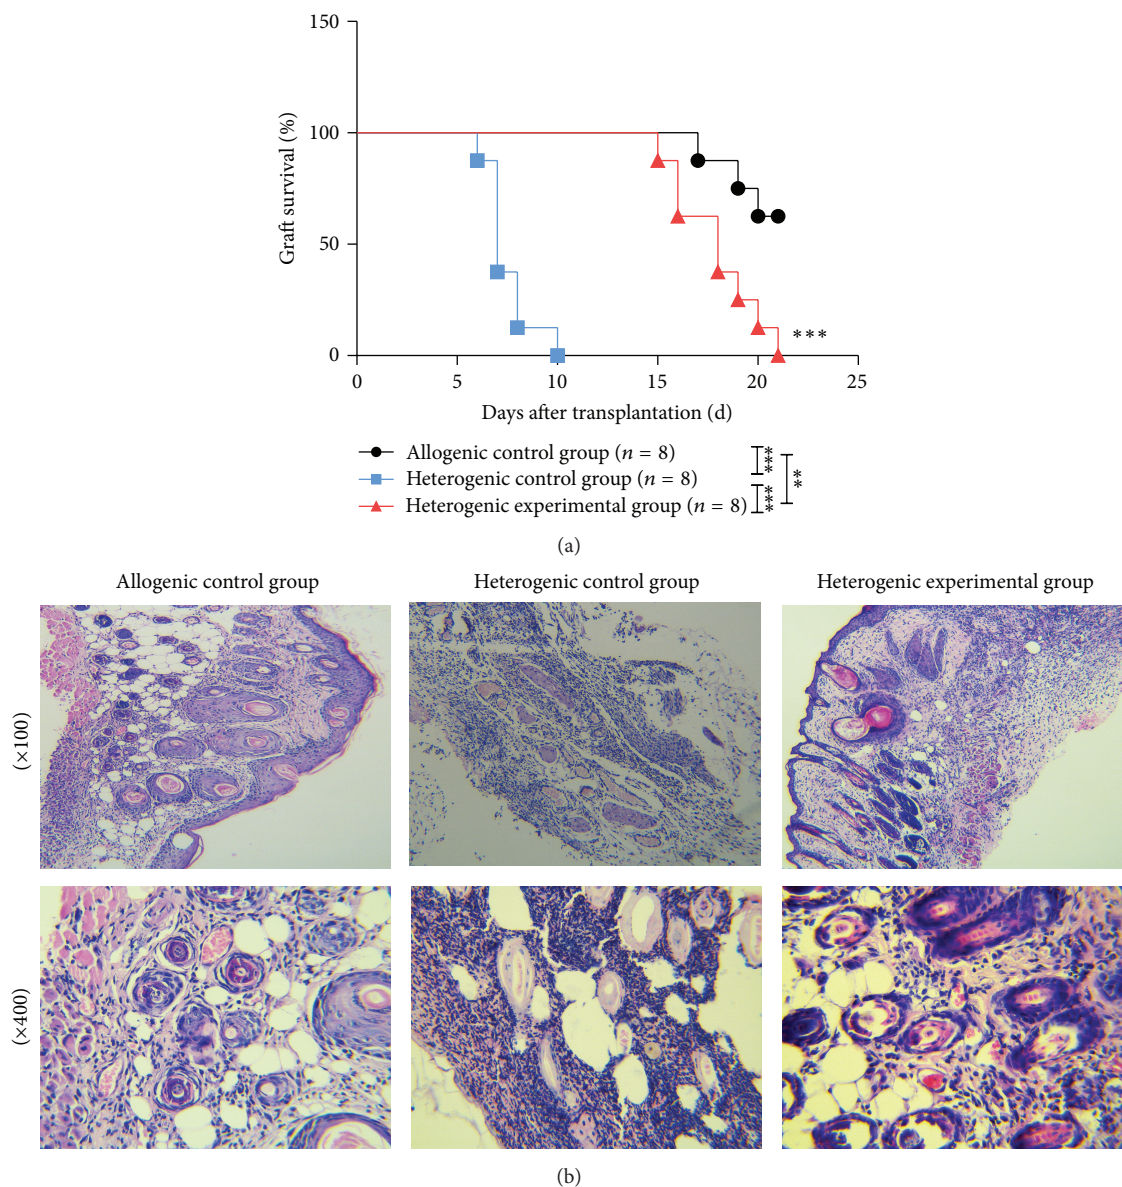 150
100
50
0
Graft survival (%)
0 5 10 15 20 25
***
Days after transplantation (d)
Allogenic control group (n = 8)
Heterogenic control group (n = 8)
Heterogenic experimental group (n = 8)
***
***
**
(a)
Allogenic control group Heterogenic control group Heterogenic experimental group
(×100)
(×400)
(b)